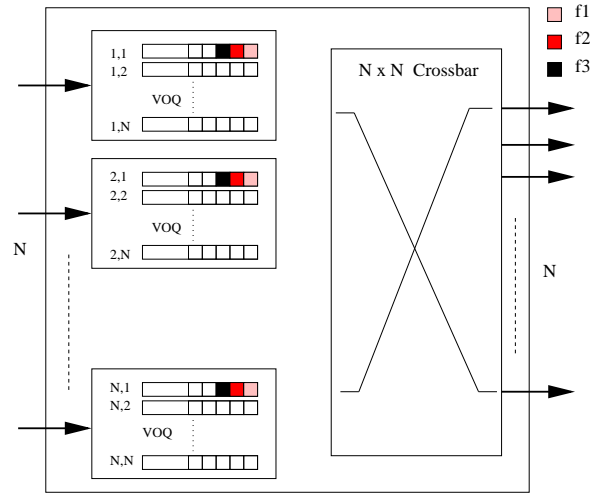 f1
f2
f3
N x N Crossbar
1,1
1,2
VOQ
1,N
2,1
2,2
VOQ
2,N
N
N
N,1
N,2
VOQ
N,N